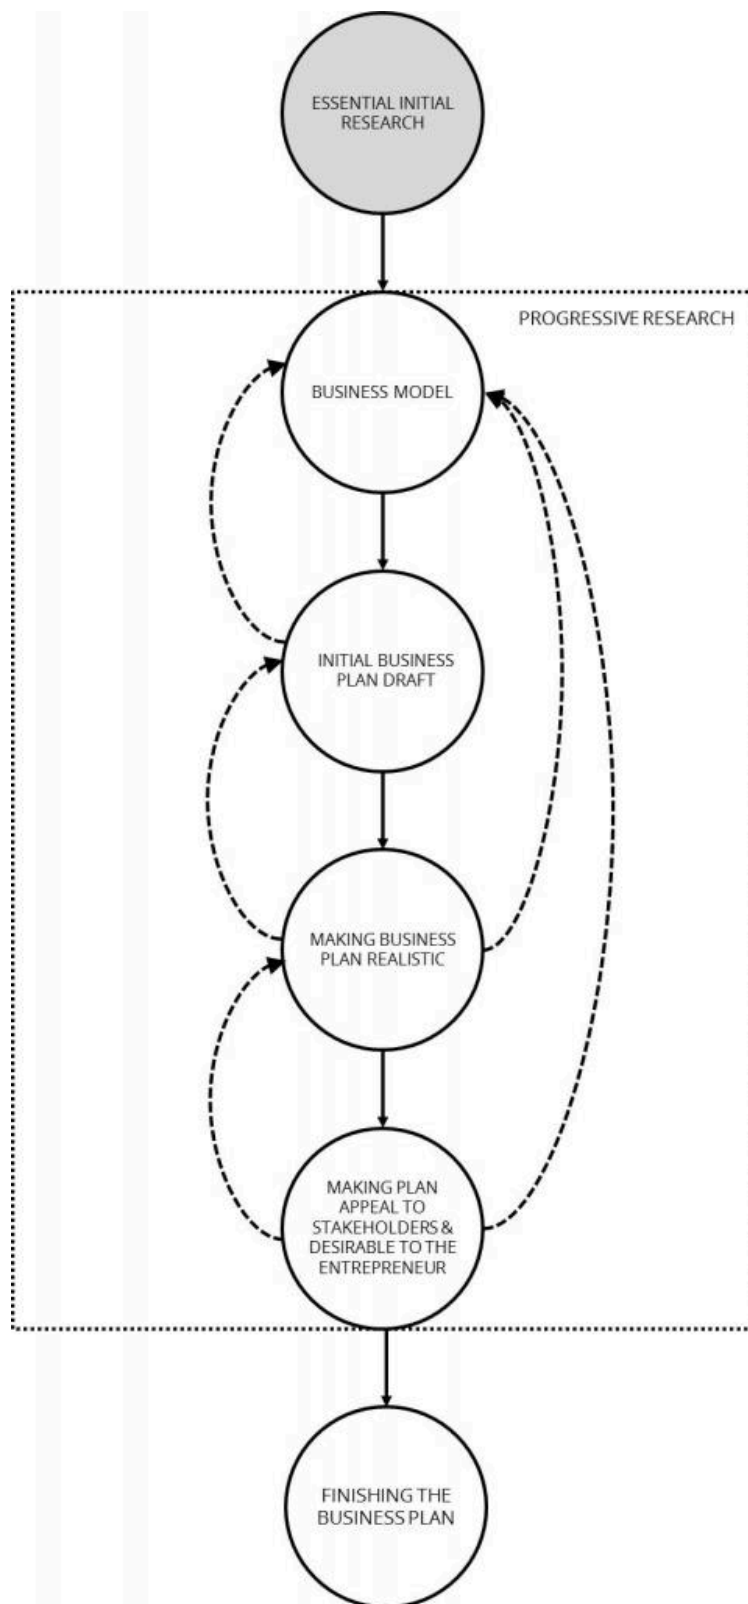 ESSENTIAL INITIAL
RESEARCH
PROGRESSIVE RESEARCH
BUSINESS MODEL
INITIAL BUSINESS
PLAN DRAFT
MAKING BUSINESS
PLAN REALISTIC
MAKING PLAN
APPEAL TO
STAKEHOLDERS &
DESIRABLE TO THE
ENTREPRENEUR
FINISHING THE
BUSINESS PLAN